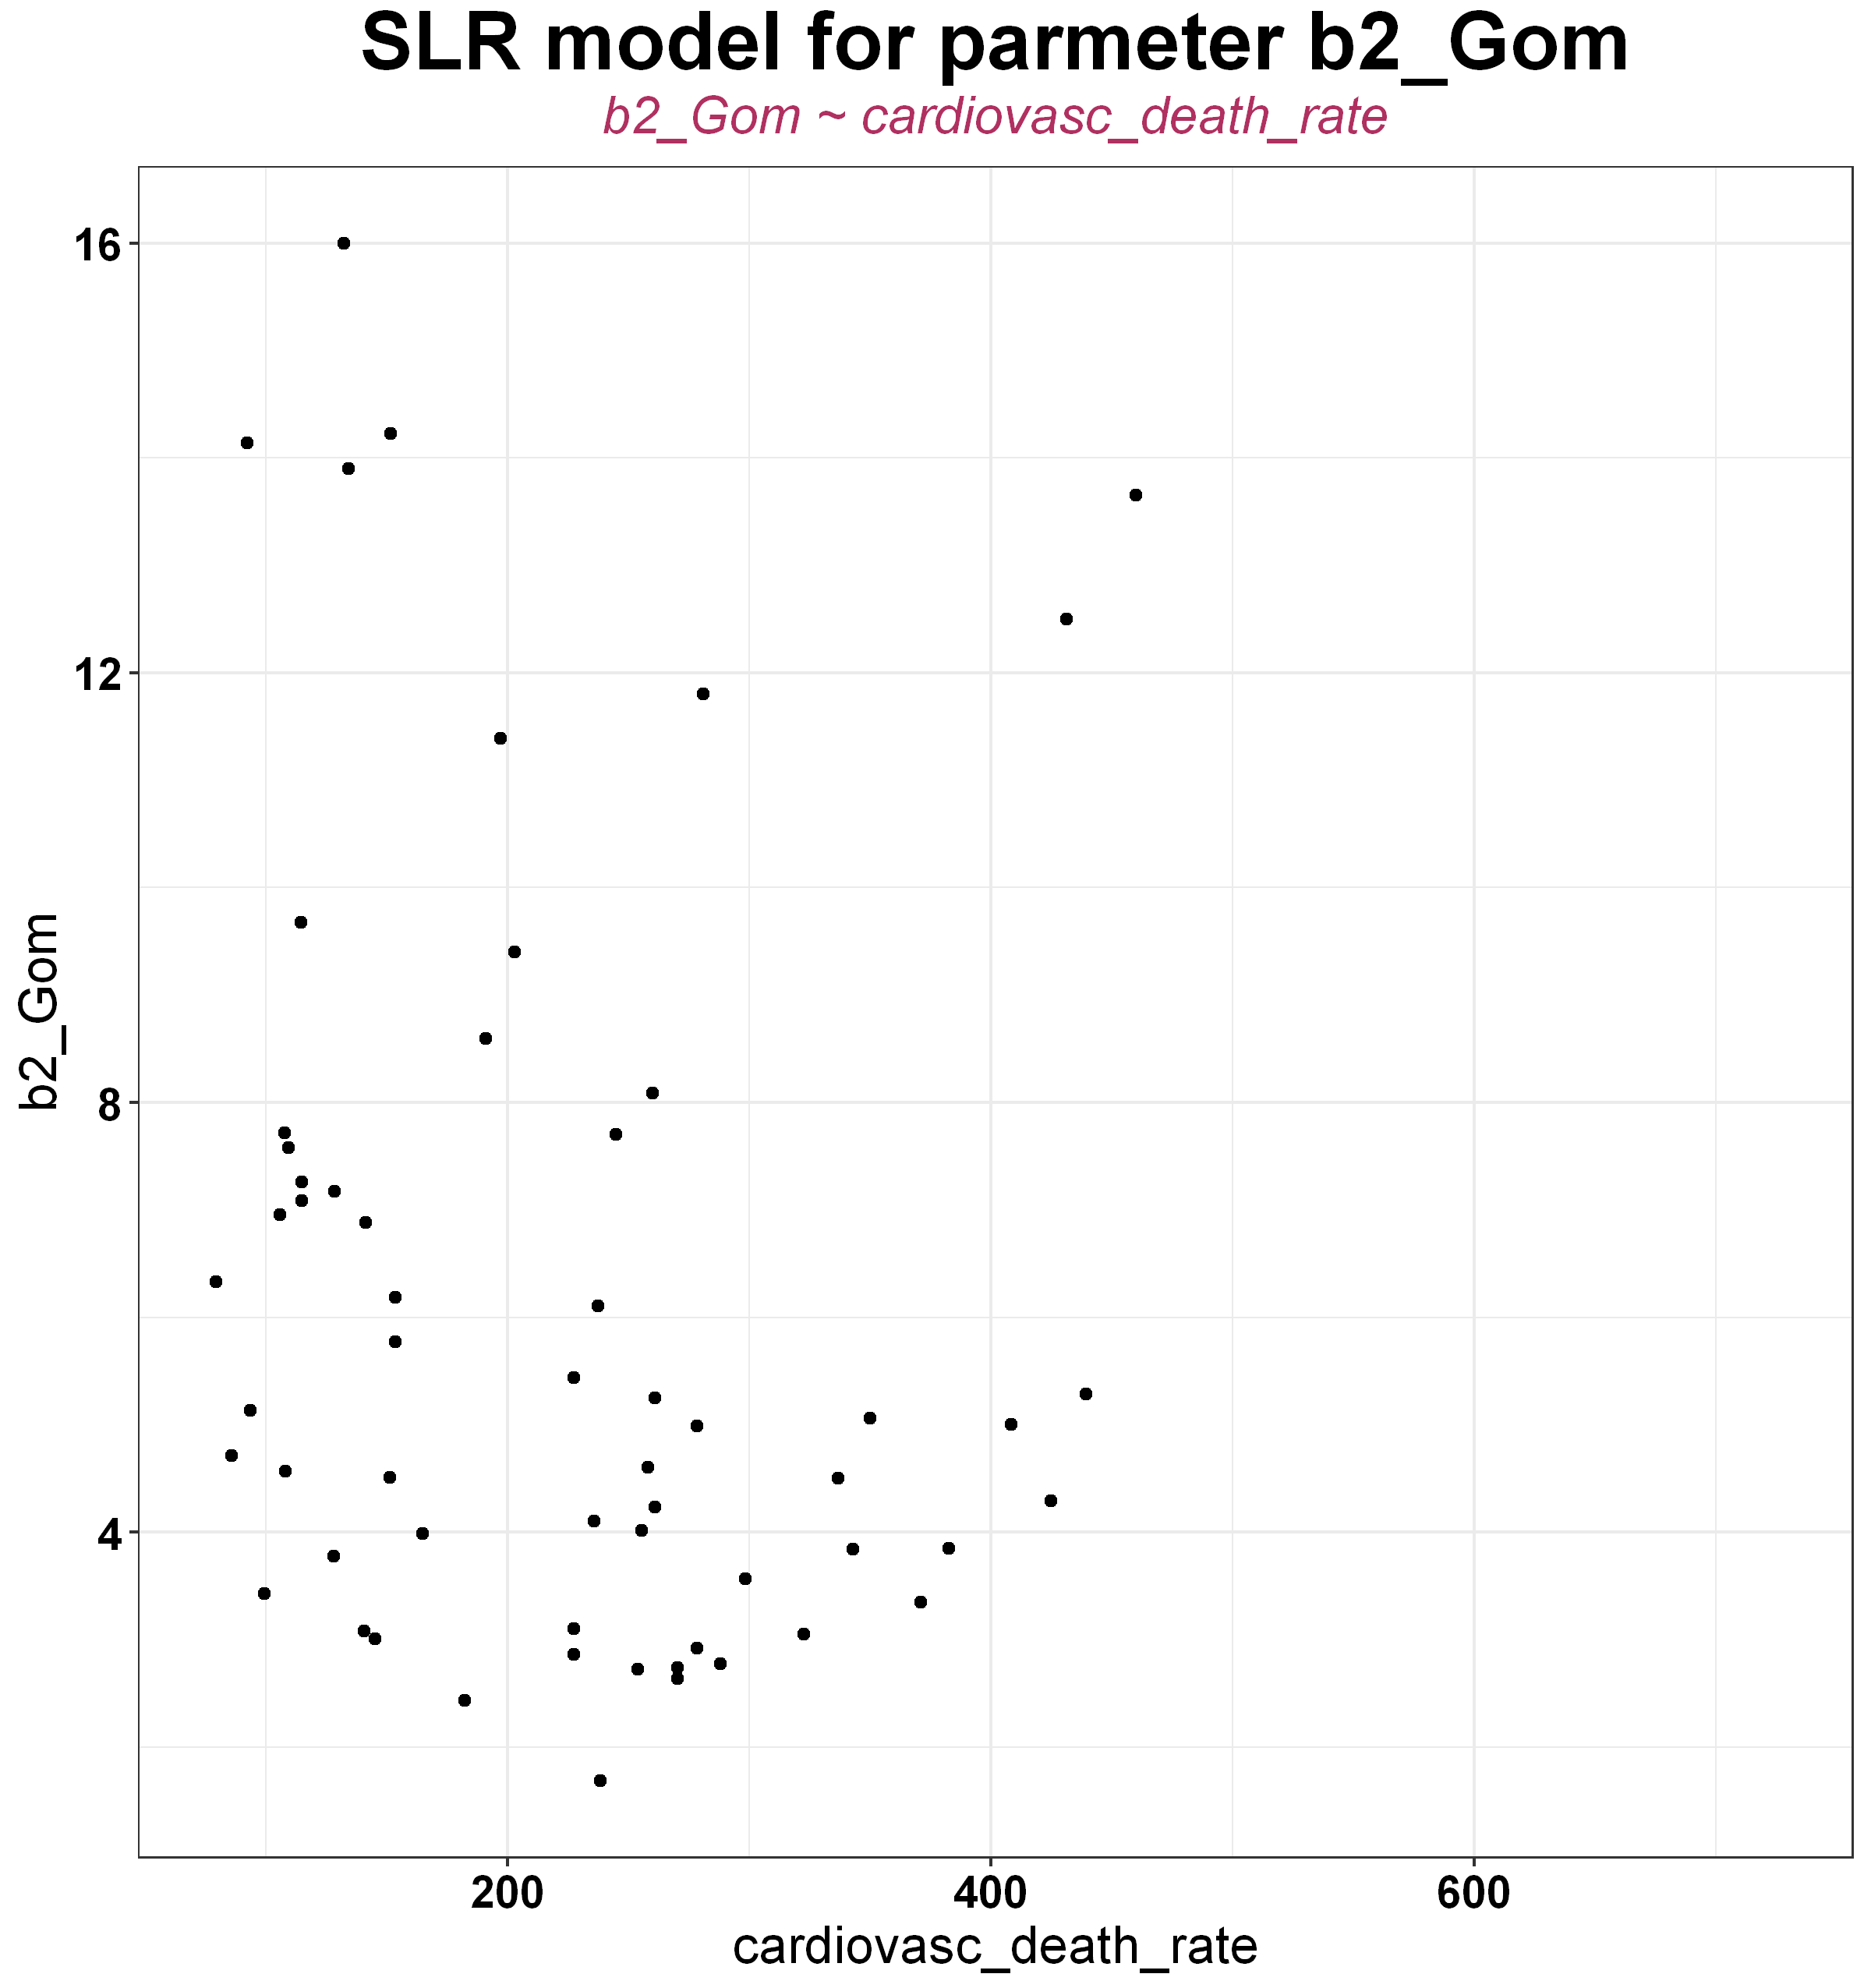 SLR model for parmeter b2_Gom
b2_Gom ~ cardiovasc_death_rate
16
12
8
4
b2_Gom
200 400 600
cardiovasc_death_rate